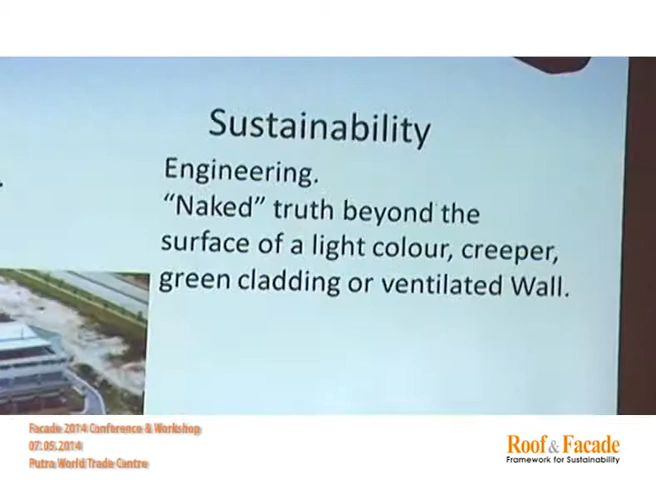 Sustainability
Engineering.
“Naked” truth beyond the
surface of a light colour, creeper,
green cladding or ventilated Wall.
Facade 2014 Conference & Workshop
07.05.2014
Putra World Trade Centre
Roof & Facade
Framework for Sustainability